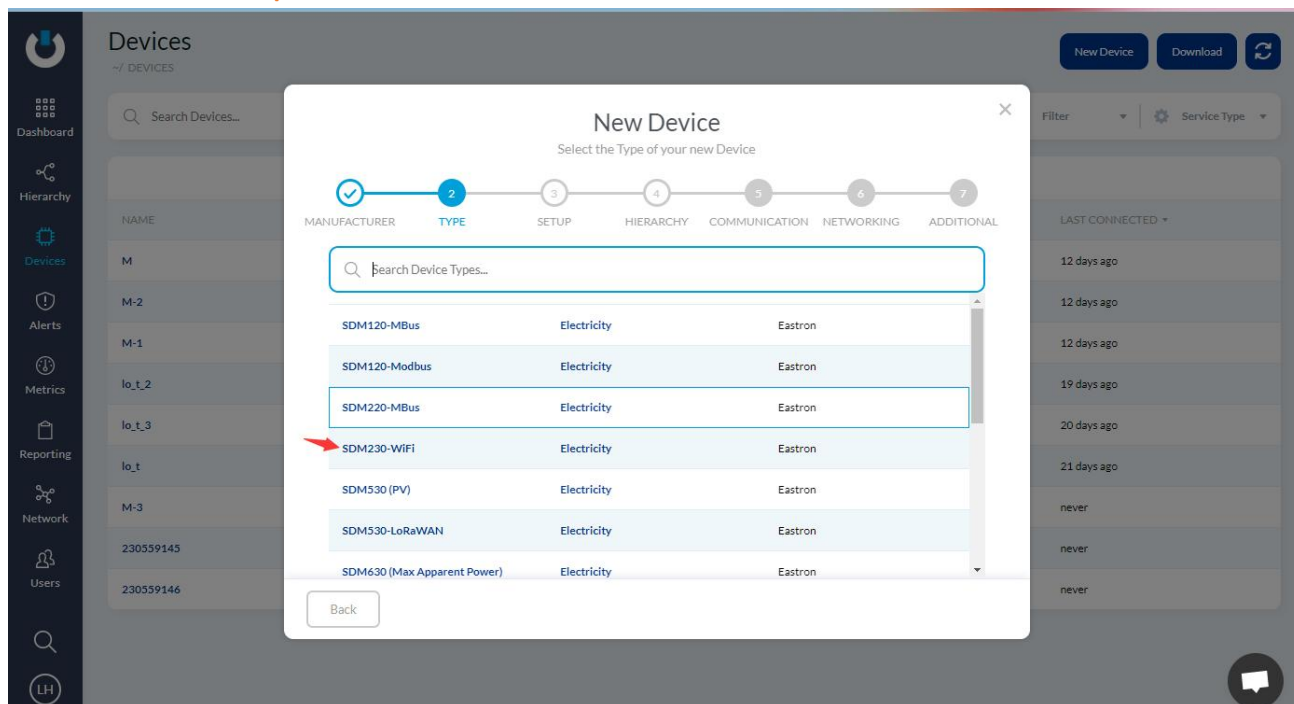 Devices
~/ DEVICES
New Device
Download
Dashboard
Hierarchy
Devices
Alerts
Metrics
Reporting
Network
Users
LH
Search Devices...
Filter
Service Type
NAME
LAST CONNECTED
M
12 days ago
M-2
12 days ago
M-1
12 days ago
lo_t_2
19 days ago
lo_t_3
20 days ago
lo_t
21 days ago
M-3
never
230559145
never
230559146
never
New Device
Select the Type of your new Device
2
3
4
5
6
7
MANUFACTURER
TYPE
SETUP
HIERARCHY
COMMUNICATION
NETWORKING
ADDITIONAL
Search Device Types...
SDM120-MBus Electricity Eastron
SDM120-Modbus Electricity Eastron
SDM220-MBus Electricity Eastron
SDM230-WiFi Electricity Eastron
SDM530 (PV) Electricity Eastron
SDM530-LoRaWAN Electricity Eastron
SDM630 (Max Apparent Power) Electricity Eastron
Back